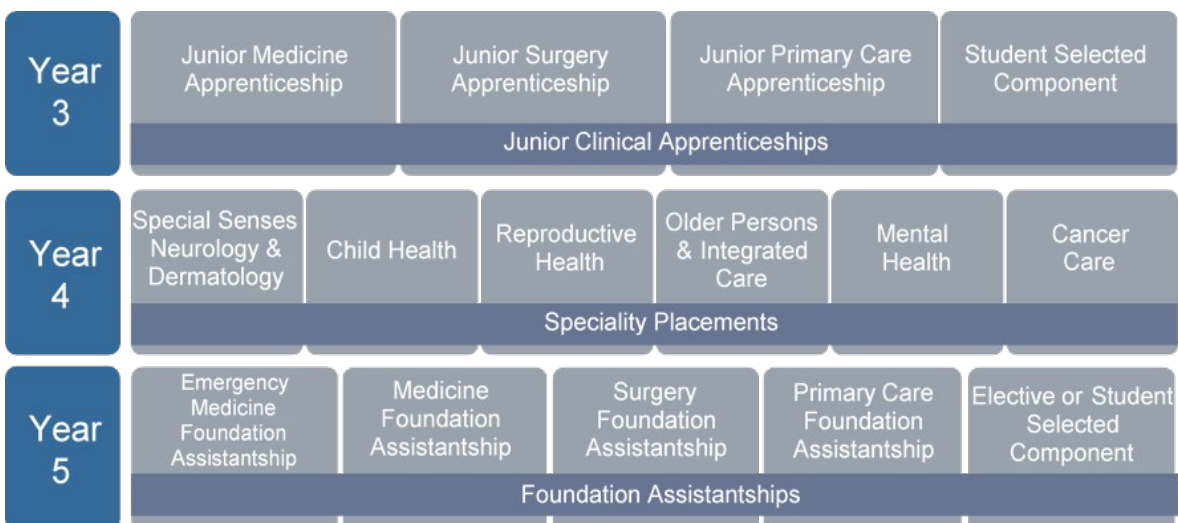 Year
3
Junior Medicine
Apprenticeship
Junior Surgery
Apprenticeship
Junior Primary Care
Apprenticeship
Student Selected
Component
Junior Clinical Apprenticeships
Year
4
Special Senses
Neurology &
Dermatology
Child Health
Reproductive
Health
Older Persons
& Integrated
Care
Mental
Health
Cancer
Care
Speciality Placements
Year
5
Emergency
Medicine
Foundation
Assistantship
Medicine
Foundation
Assistantship
Surgery
Foundation
Assistantship
Primary Care
Foundation
Assistantship
Elective or Student
Selected
Component
Foundation Assistantships